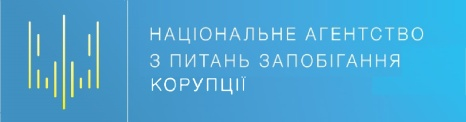 НАЦІОНАЛЬНЕ АГЕНТСТВО
З ПИТАНЬ ЗАПОБІГАННЯ
КОРУПЦІЇ